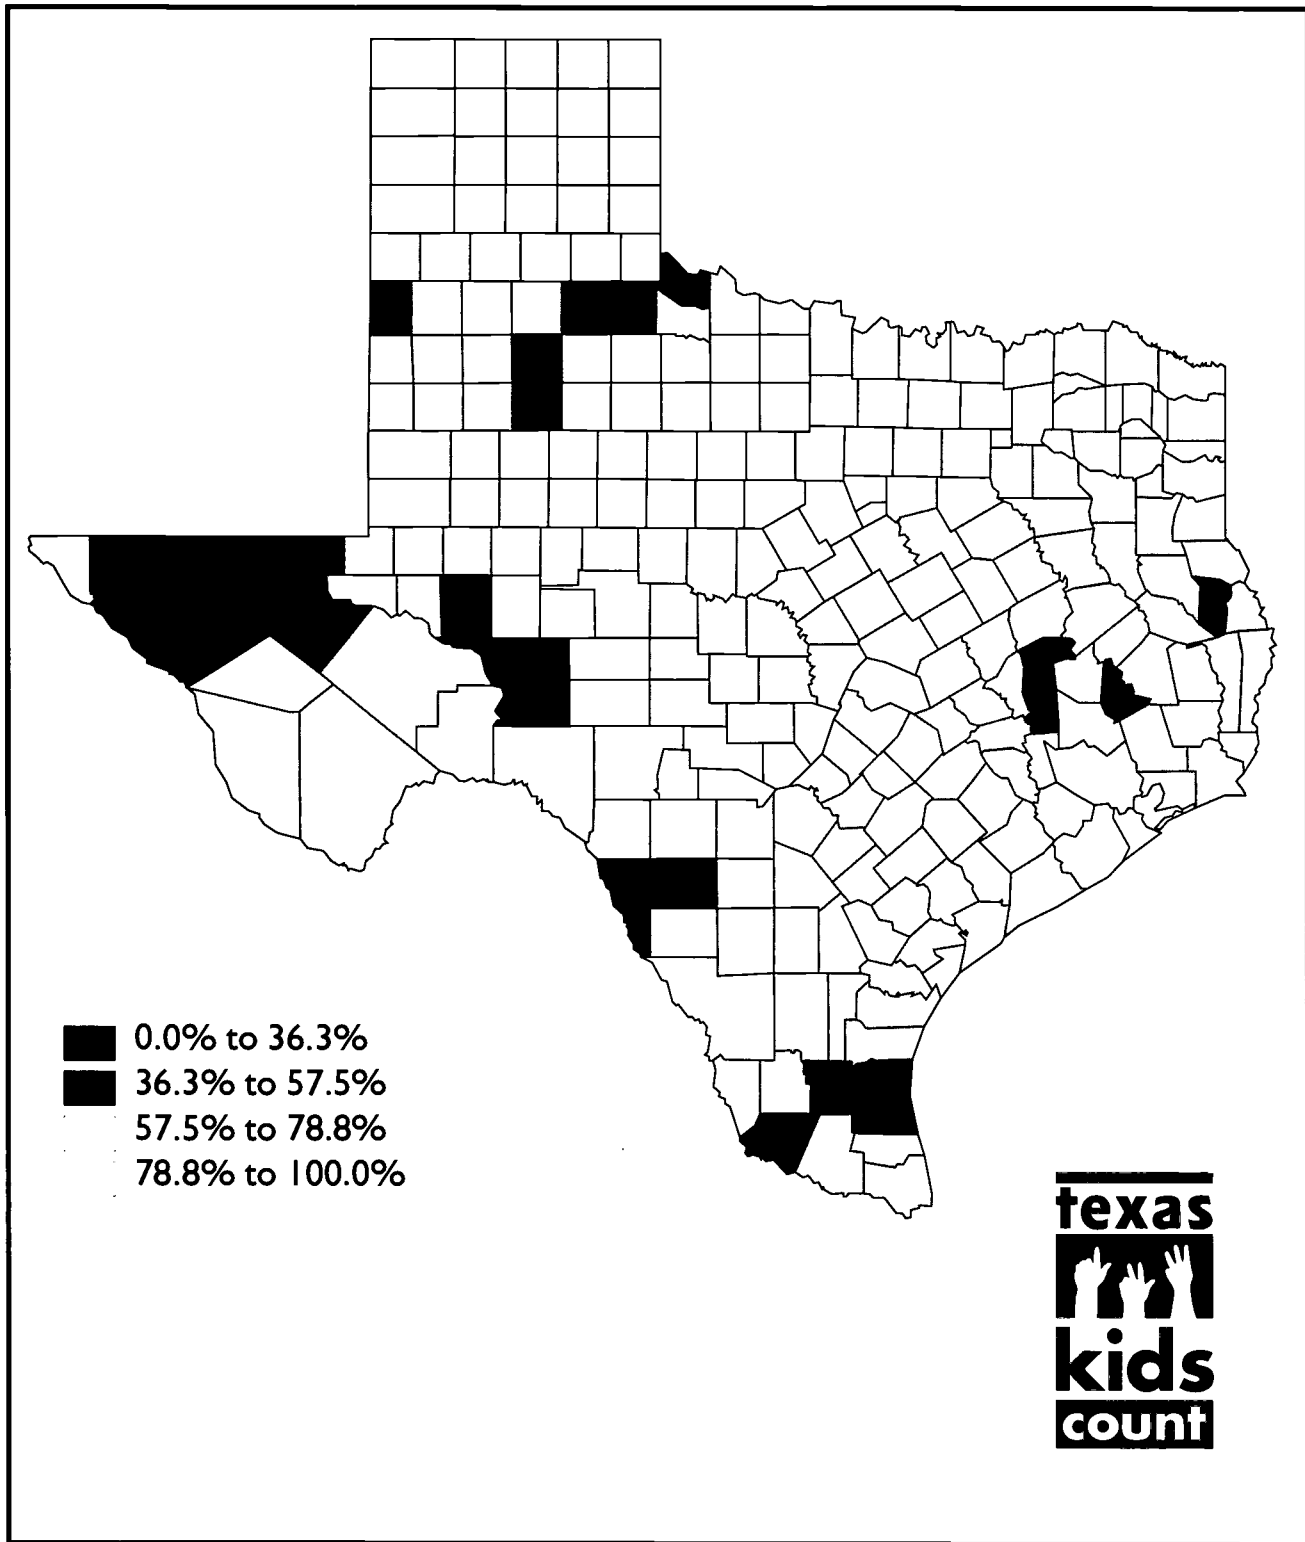 0.0% to 36.3%
36.3% to 57.5%
57.5% to 78.8%
78.8% to 100.0%
texas
kids
count